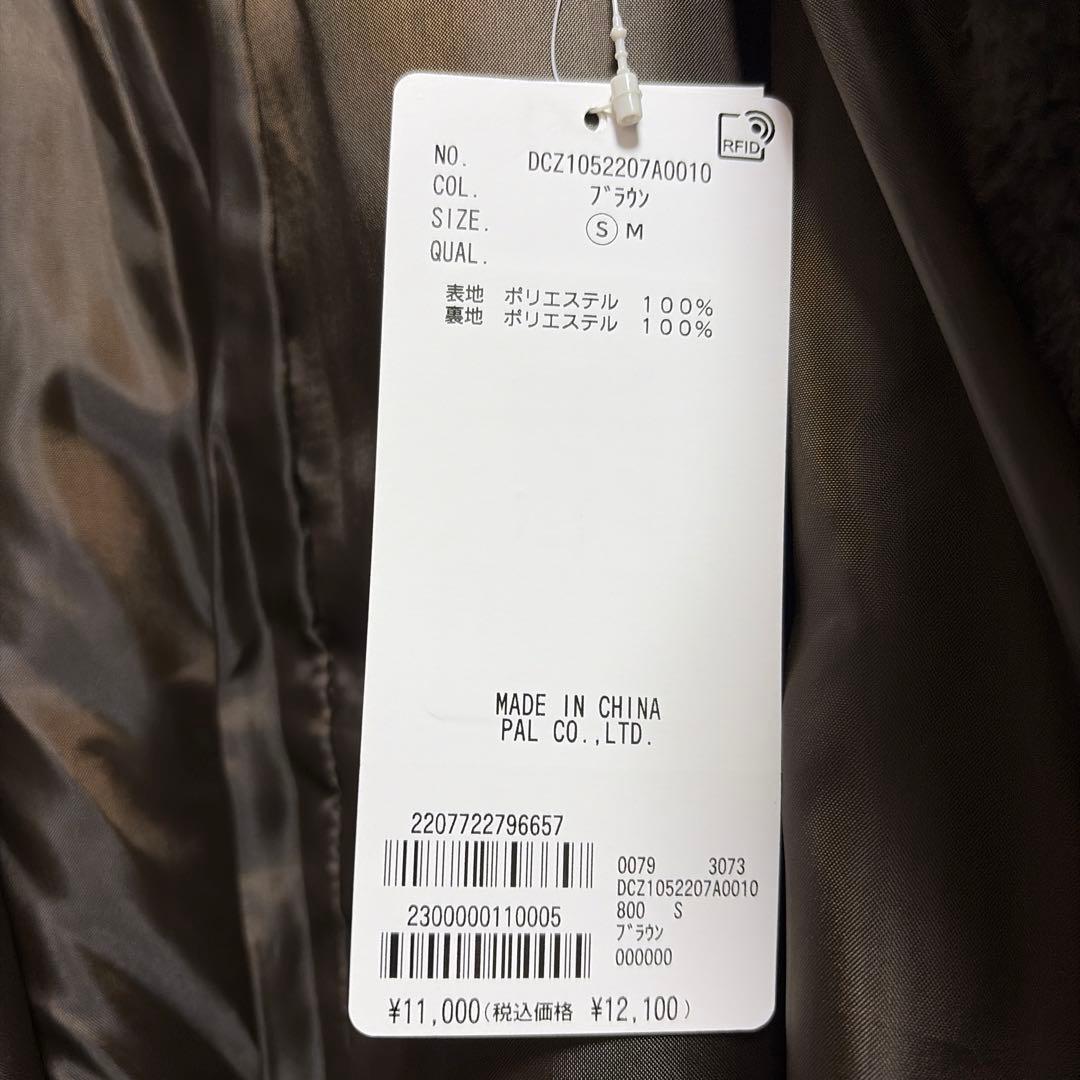 RFID
NO. DCZ1052207A0010
COL. ブラウン
SIZE. Ⓢ M
QUAL.
表地 ポリエステル 100%
裏地 ポリエステル 100%
MADE IN CHINA
PAL CO.,LTD.
2207722796657
2300000110005
0079 3073
DCZ1052207A0010
800 S
ブラウン
000000
¥11,000(税込価格 ¥12,100)